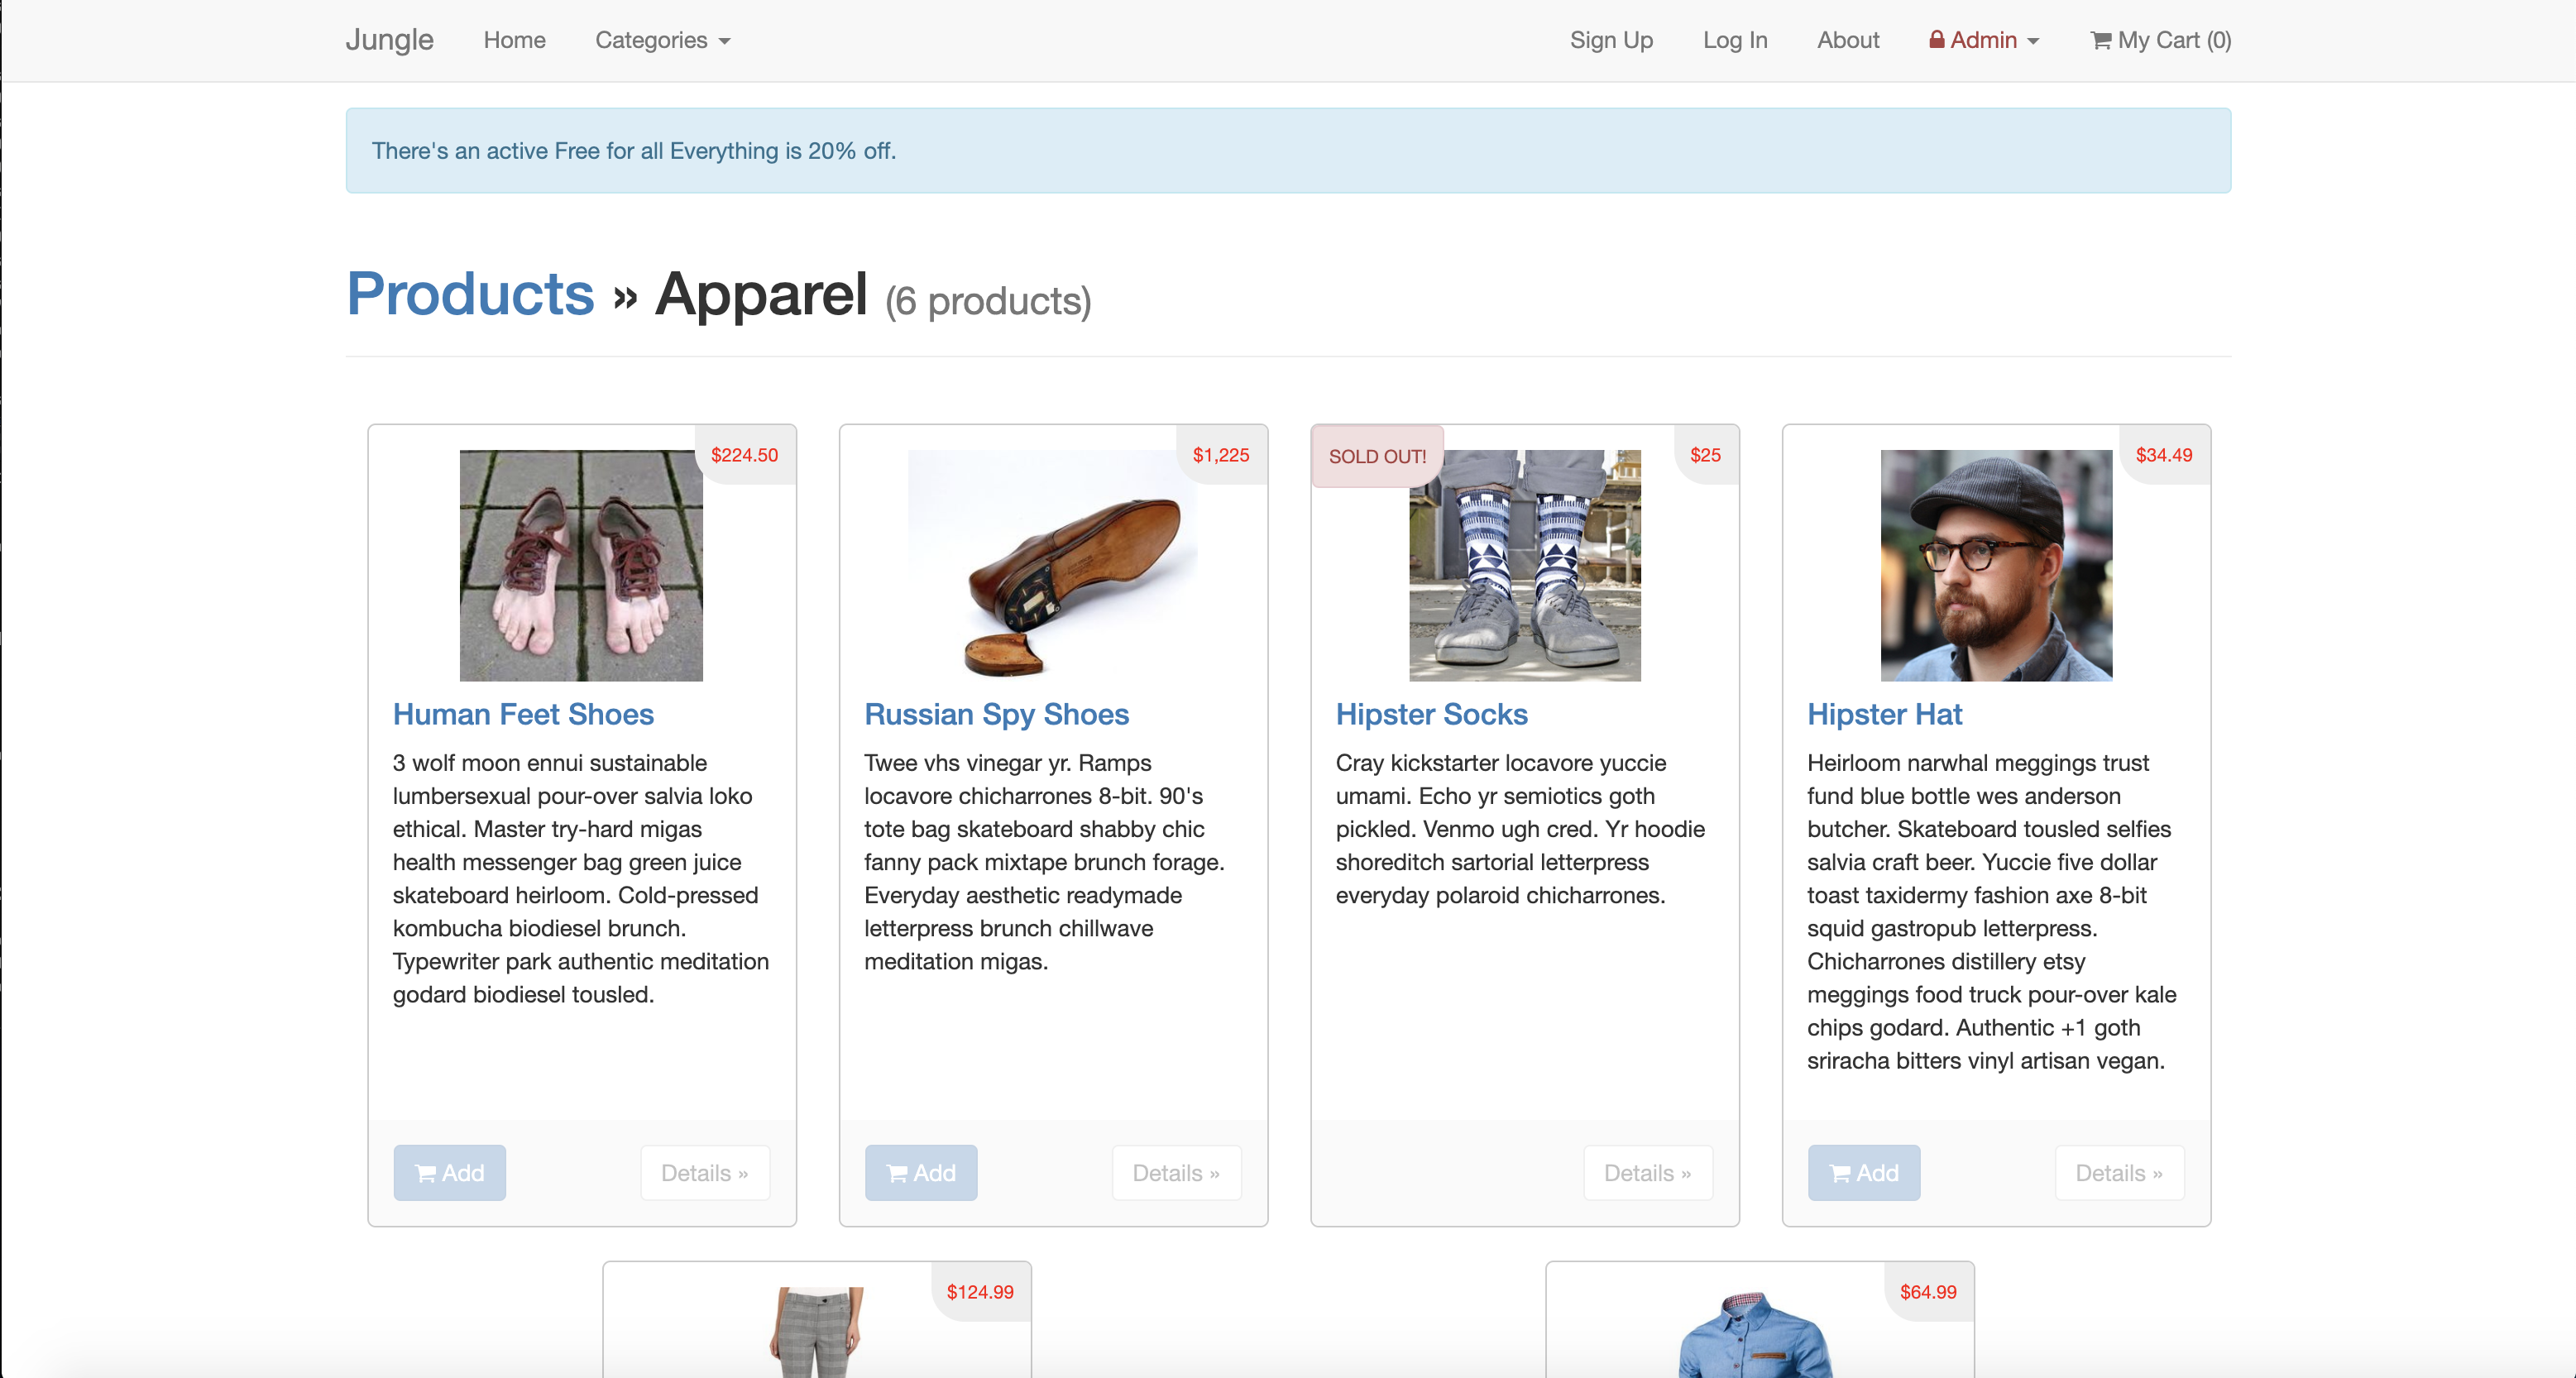 Jungle Home Categories Sign Up Log In About Admin My Cart (0)
There's an active Free for all Everything is 20% off.
Products » Apparel (6 products)
$224.50
Human Feet Shoes
3 wolf moon ennui sustainable
lumbersexual pour-over salvia loko
ethical. Master try-hard migas
health messenger bag green juice
skateboard heirloom. Cold-pressed
kombucha biodiesel brunch.
Typewriter park authentic meditation
godard biodiesel tousled.
Add Details »
$1,225
Russian Spy Shoes
Twee vhs vinegar yr. Ramps
locavore chicharrones 8-bit. 90's
tote bag skateboard shabby chic
fanny pack mixtape brunch forage.
Everyday aesthetic readymade
letterpress brunch chillwave
meditation migas.
Add Details »
SOLD OUT! $25
Hipster Socks
Cray kickstarter locavore yuccie
umami. Echo yr semiotics goth
pickled. Venmo ugh cred. Yr hoodie
shoreditch sartorial letterpress
everyday polaroid chicharrones.
Details »
$34.49
Hipster Hat
Heirloom narwhal meggings trust
fund blue bottle wes anderson
butcher. Skateboard tousled selfies
salvia craft beer. Yuccie five dollar
toast taxidermy fashion axe 8-bit
squid gastropub letterpress.
Chicharrones distillery etsy
meggings food truck pour-over kale
chips godard. Authentic +1 goth
sriracha bitters vinyl artisan vegan.
Add Details »
$124.99
$64.99